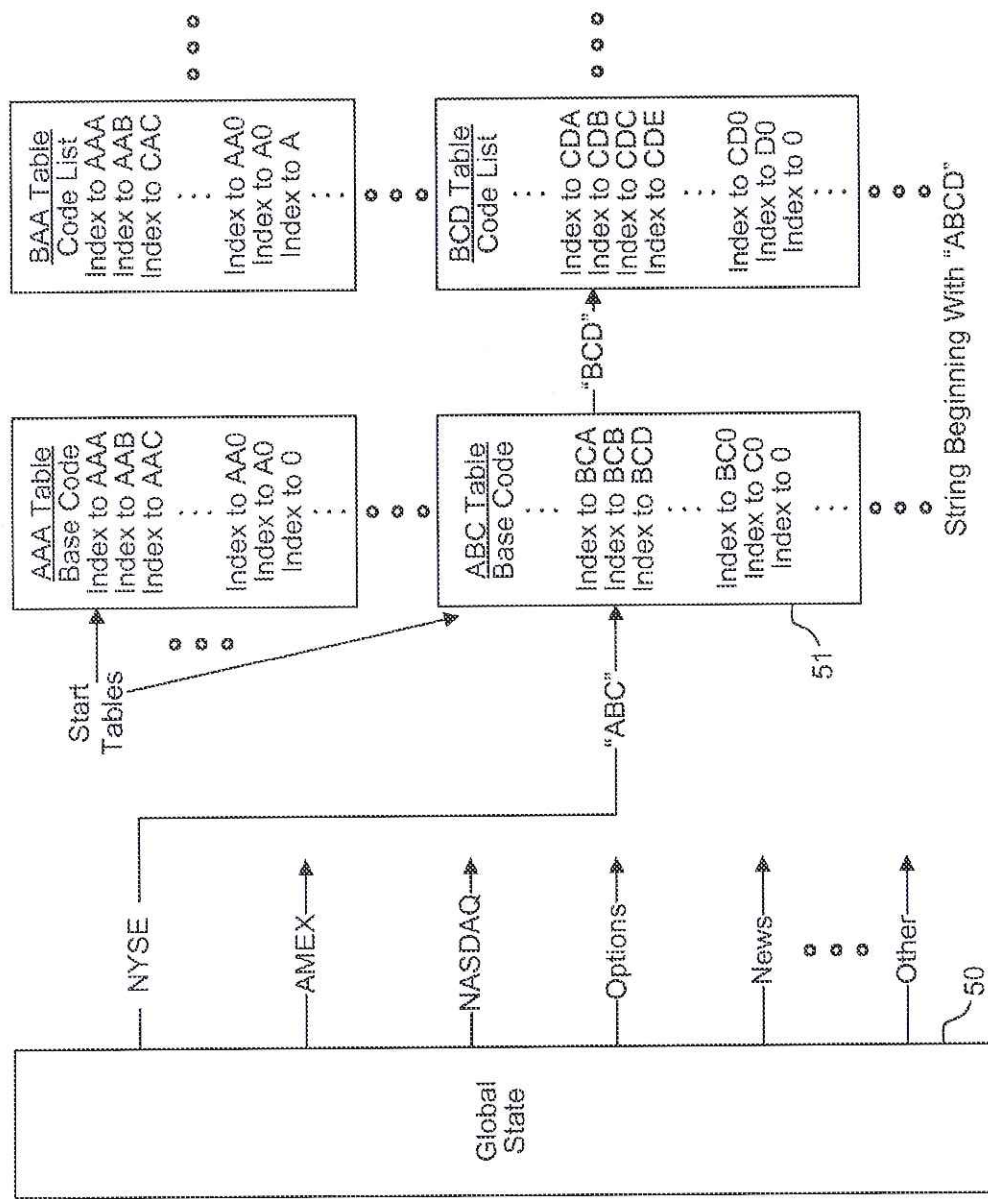 Global
State
50
NYSE
AMEX
NASDAQ
Options
News
Other
Start
Tables
"ABC"
AAA Table
Base Code
Index to AAA
Index to AAB
Index to AAC
Index to AA0
Index to A0
Index to 0
ABC Table
Base Code
Index to BCA
Index to BCB
Index to BCD
Index to BC0
Index to C0
Index to 0
51
"BCD"
BAA Table
Code List
Index to AAA
Index to AAB
Index to CAC
Index to AA0
Index to A0
Index to A
BCD Table
Code List
Index to CDA
Index to CDB
Index to CDC
Index to CDE
Index to CD0
Index to D0
Index to 0
String Beginning With "ABCD"